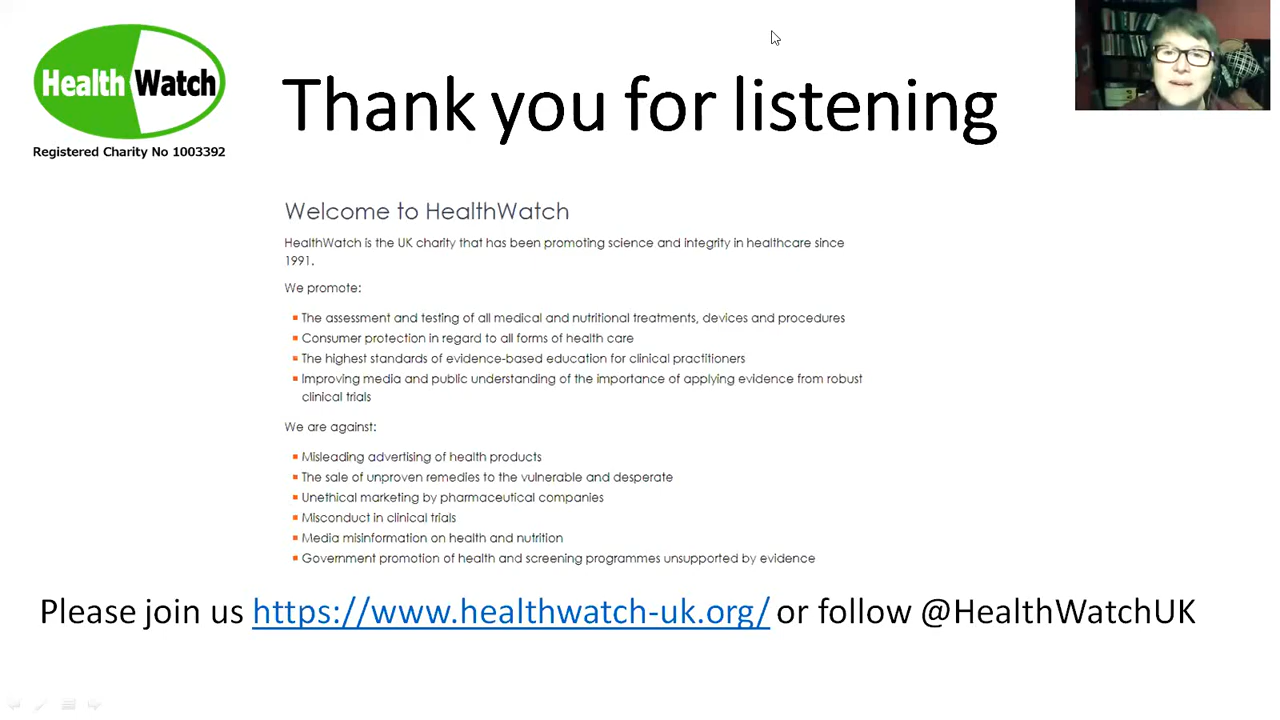 HealthWatch
Registered Charity No 1003392
Thank you for listening
Welcome to HealthWatch
HealthWatch is the UK charity that has been promoting science and integrity in healthcare since
1991.
We promote:
The assessment and testing of all medical and nutritional treatments, devices and procedures
Consumer protection in regard to all forms of health care
The highest standards of evidence-based education for clinical practitioners
Improving media and public understanding of the importance of applying evidence from robust
clinical trials
We are against:
Misleading advertising of health products
The sale of unproven remedies to the vulnerable and desperate
Unethical marketing by pharmaceutical companies
Misconduct in clinical trials
Media misinformation on health and nutrition
Government promotion of health and screening programmes unsupported by evidence
Please join us https://www.healthwatch-uk.org/ or follow @HealthWatchUK